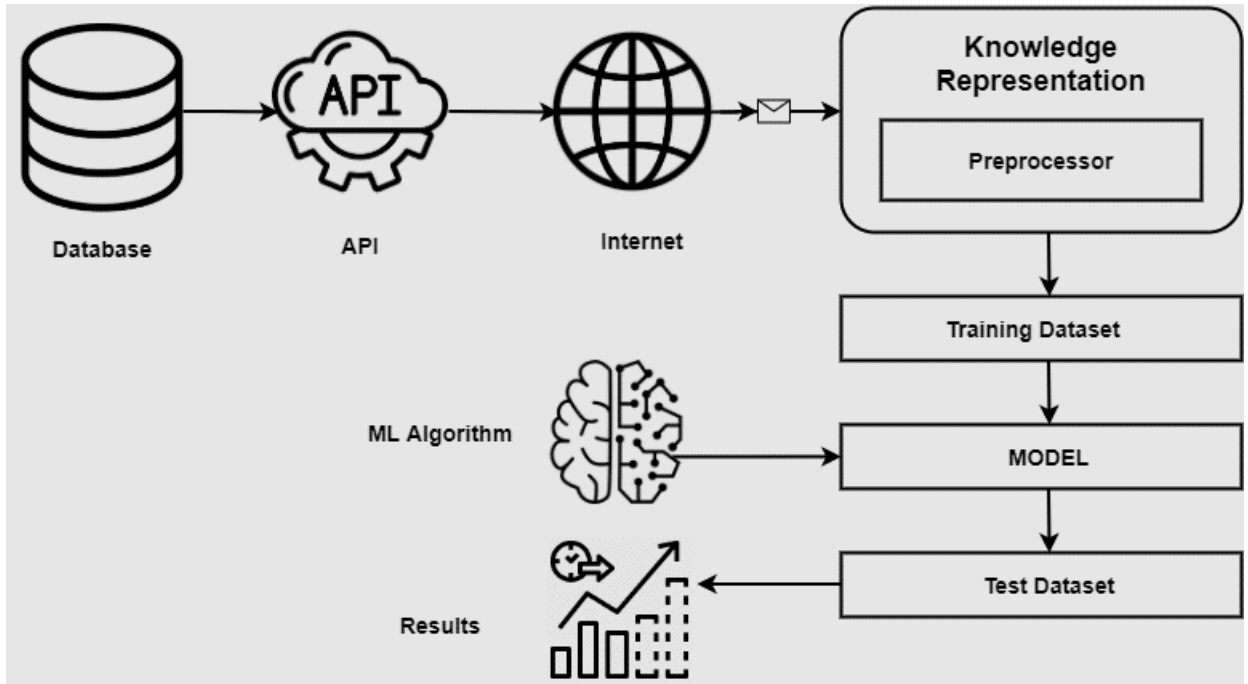 Knowledge
Representation
API
Preprocessor
Database
API
Internet
Training Dataset
ML Algorithm
MODEL
Test Dataset
Results